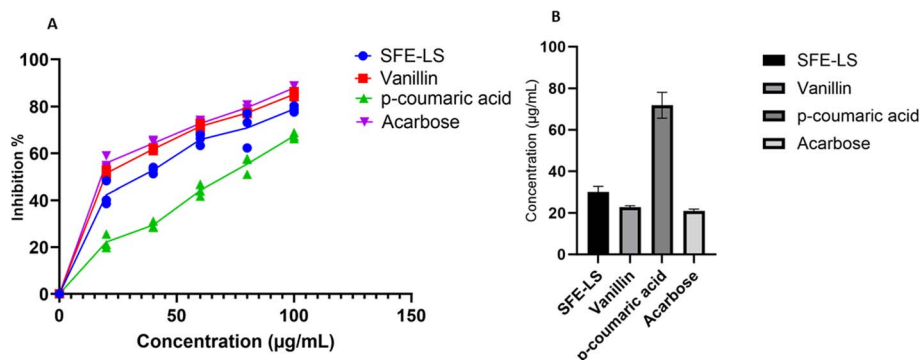 A
Inhibition %
100
80
60
40
20
0
0
50
100
150
Concentration (µg/mL)
SFE-LS
Vanillin
p-coumaric acid
Acarbose
B
Concentration (µg/mL)
100
80
60
40
20
0
SFE-LS
Vanillin
p-coumaric acid
Acarbose
SFE-LS
Vanillin
p-coumaric acid
Acarbose